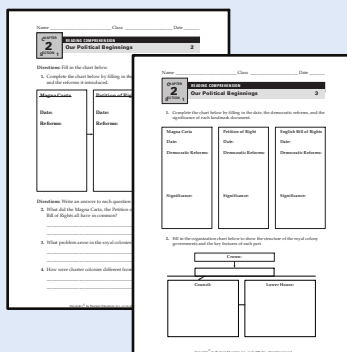 Name Class Date
CHAPTER
2
SECTION 1
READING COMPREHENSION
Our Political Beginnings 2
Directions: Fill in the chart below.
1. Complete the chart below by filling in the
and the reforms it introduced.
Magna Carta Petition of Rig
Date: Date:
Reforms: Reforms:
Directions: Write an answer to each question
2. What did the Magna Carta, the Petition o
Bill of Rights all have in common?
3. What problem arose in the royal colonies
4. How were charter colonies different from
Name Class Date
CHAPTER
2
SECTION 1
READING COMPREHENSION
Our Political Beginnings 3
1. Complete the chart below by filling in the date, the democratic reforms, and the
significance of each landmark document.
Magna Carta Petition of Right English Bill of Rights
Date: Date: Date:
Democratic Reforms: Democratic Reforms: Democratic Reforms:
Significance: Significance: Significance:
2. Fill in the organization chart below to show the structure of the royal colony
governments and the key features of each part.
Crown:
Council: Lower House: